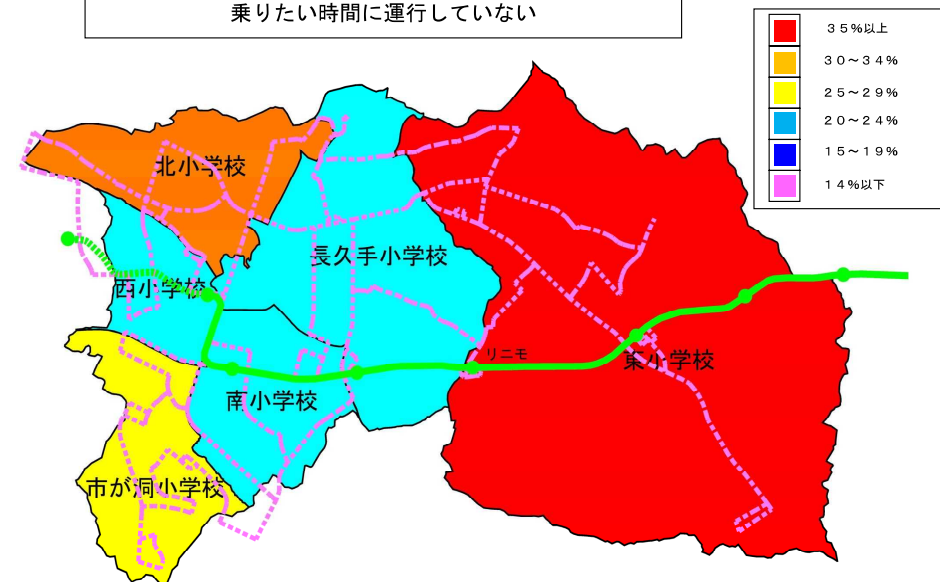 乗りたい時間に運行していない
３５％以上
３０～３４％
２５～２９％
２０～２４％
１５～１９％
１４％以下
北小学校
長久手小学校
西小学校
リニモ
東小学校
南小学校
市が洞小学校